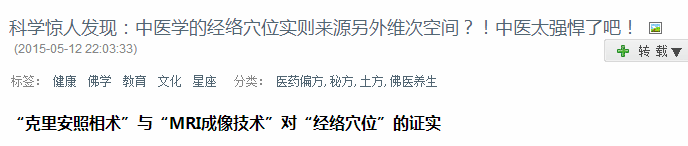 科学惊人发现：中医学的经络穴位实则来源另外维次空间？！中医太强悍了吧！
(2015-05-12 22:03:33)
转载▼
标签： 健康 佛学 教育 文化 星座 分类： 医药偏方,秘方,土方,佛医养生
“克里安照相术”与“MRI成像技术”对“经络穴位”的证实